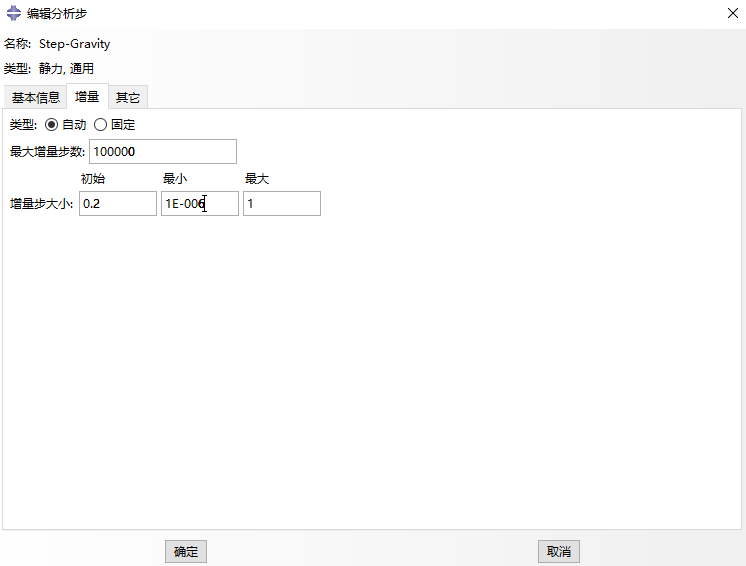 编辑分析步
名称: Step-Gravity
类型: 静力, 通用
基本信息 增量 其它
类型: 自动 固定
最大增量步数: 100000
初始 最小 最大
增量步大小: 0.2 1E-006 1
确定 取消